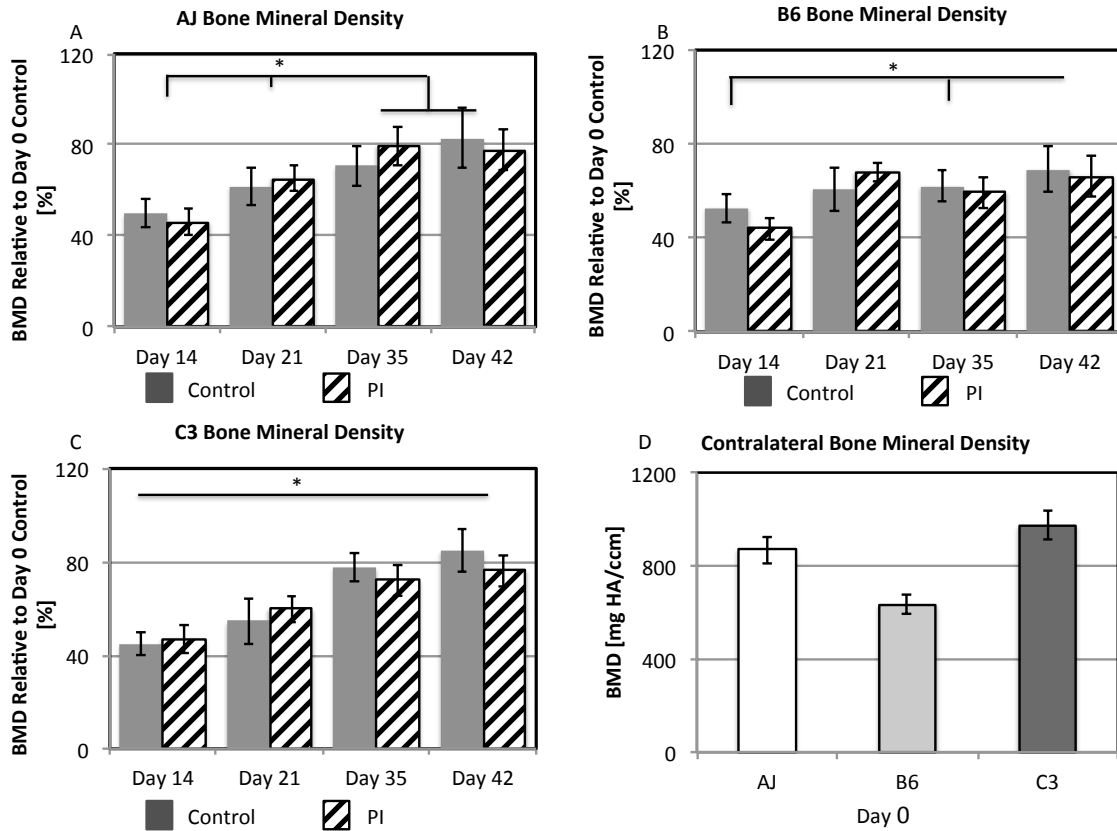 AJ Bone Mineral Density
A
BMD Relative to Day 0 Control
[%]
120
*
80
40
0
Day 14 Day 21 Day 35 Day 42
Control PI
B6 Bone Mineral Density
B
BMD Relative to Day 0 Control
[%]
120
*
80
40
0
Day 14 Day 21 Day 35 Day 42
Control PI
C3 Bone Mineral Density
C
BMD Relative to Day 0 Control
[%]
120
*
80
40
0
Day 14 Day 21 Day 35 Day 42
Control PI
Contralateral Bone Mineral Density
D
BMD [mg HA/ccm]
1200
800
400
0
AJ B6 C3
Day 0